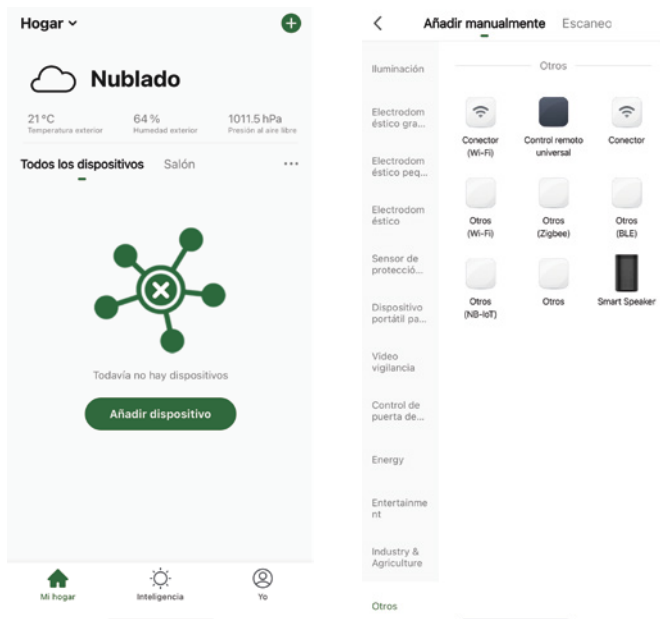 Hogar
Nublado
21°C
64%
1011.5 hPa
Temperatura exterior
Humedad exterior
Presión al aire libre
Todos los dispositivos
Salón
Todavía no hay dispositivos
Añadir dispositivo
Mi hogar
Inteligencia
Yo
Añadir manualmente
Escanec
Iluminación
Electrodom
éstico gra...
Electrodom
éstico peq...
Electrodom
éstico
Sensor de
protecció...
Dispositivo
portátil pa...
Video
vigilancia
Control de
puerta de...
Energy
Entertainme
nt
Industry &
Agriculture
Otros
Otros
Conector
(Wi-Fi)
Control remoto
universal
Conector
Otros
(Wi-Fi)
Otros
(Zigbee)
Otros
(BLE)
Otros
(NB-IoT)
Otros
Smart Speaker